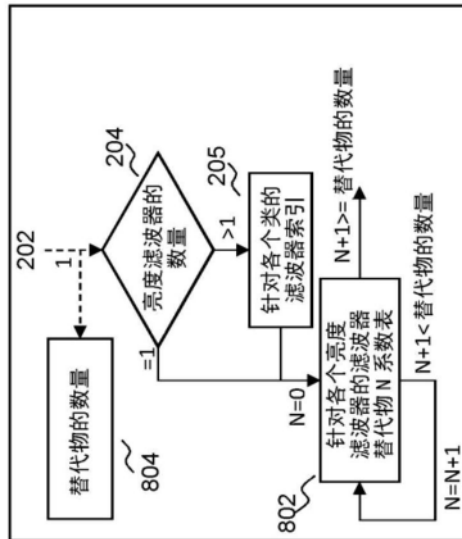 202
1
替代物的数量
804
204
亮度滤波器的
数量
=1
>1
205
针对各个类的
滤波器索引
N=0
802
针对各个亮度
滤波器的滤波器
替代物 N 系数表
N+1>= 替代物的数量
N+1< 替代物的数量
N=N+1